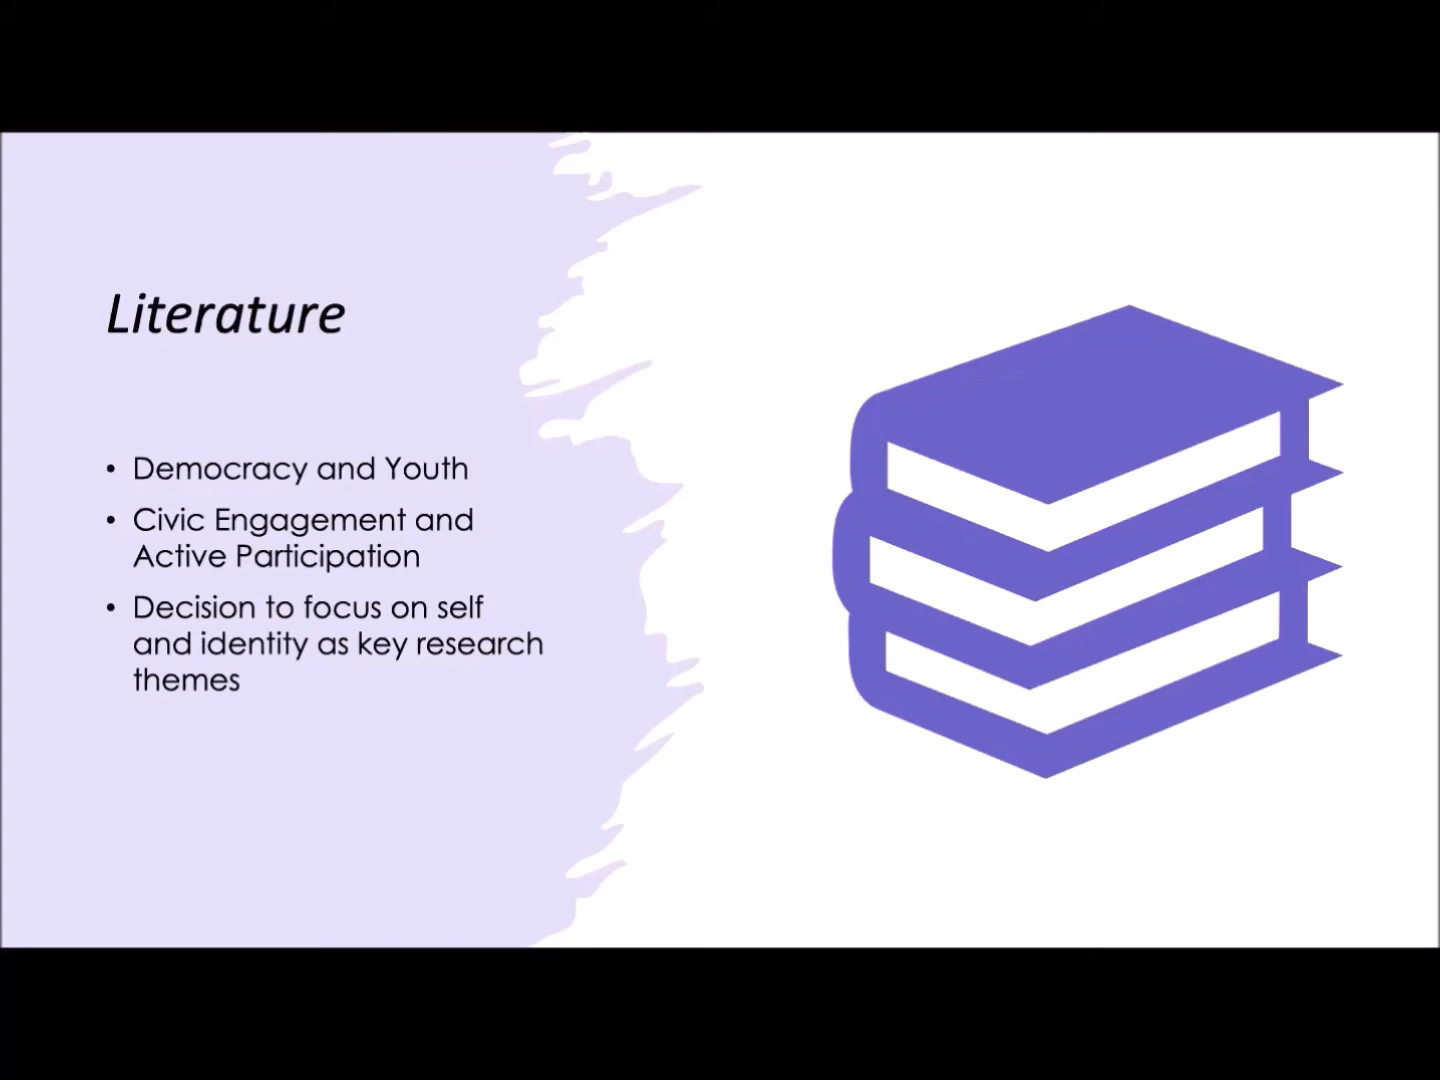 Literature
• Democracy and Youth
• Civic Engagement and
Active Participation
• Decision to focus on self
and identity as key research
themes